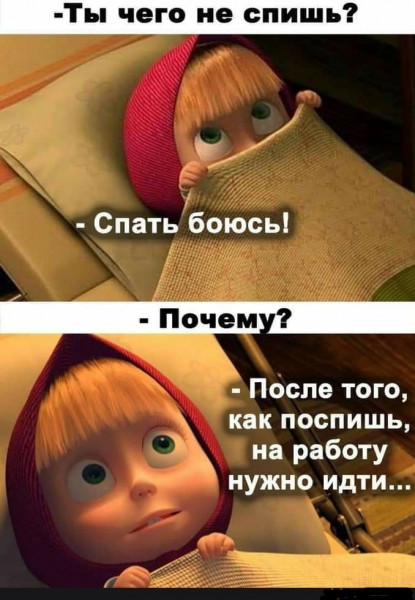 -Ты чего не спишь?
- Спать боюсь!
- Почему?
- После того,
как поспишь,
на работу
нужно идти...